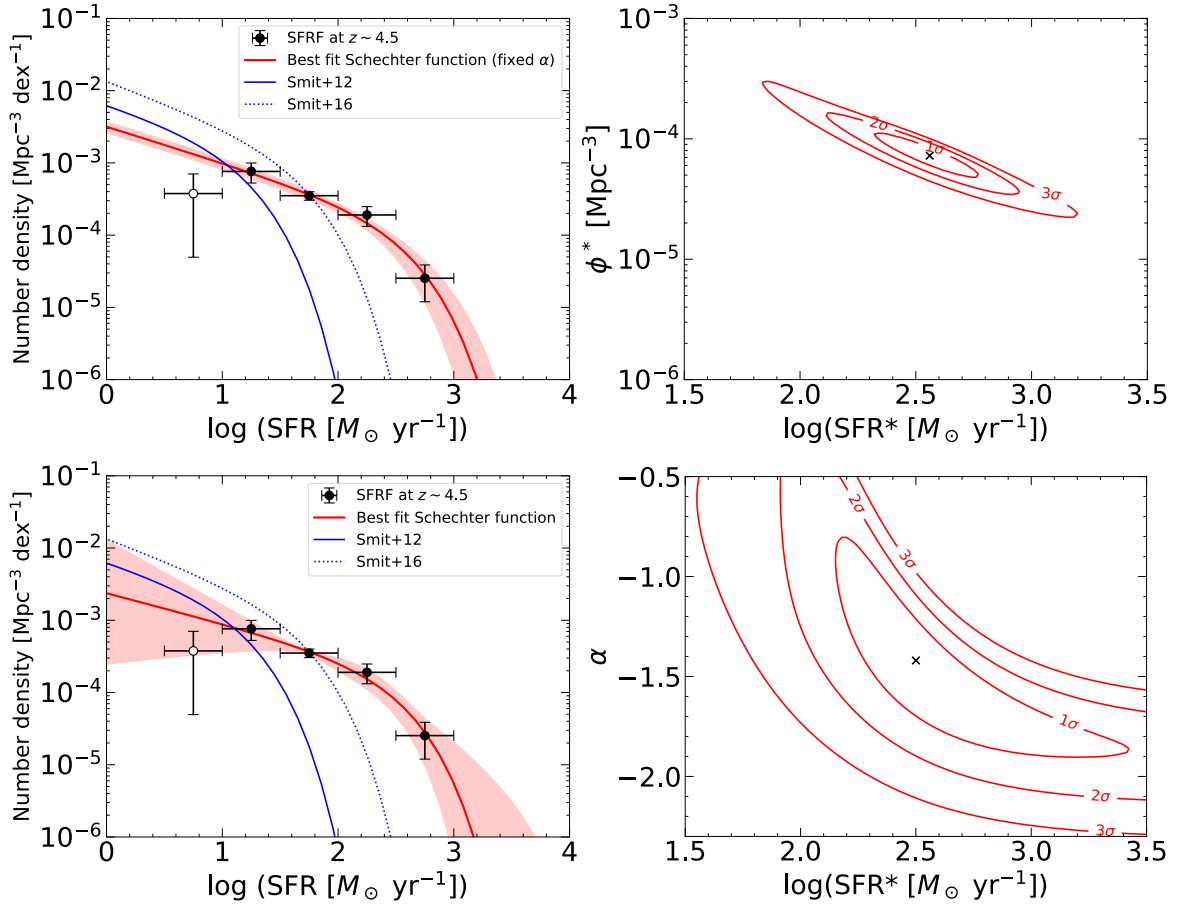 10⁻¹
10⁻²
10⁻³
10⁻⁴
10⁻⁵
10⁻⁶
Number density [Mpc⁻³ dex⁻¹]
SFRF at z ~ 4.5
Best fit Schechter function (fixed α)
Smit+12
Smit+16
0 1 2 3 4
log (SFR [M⊙ yr⁻¹])
10⁻³
10⁻⁴
10⁻⁵
10⁻⁶
ϕ* [Mpc⁻³]
2σ
1σ
3σ
1.5 2.0 2.5 3.0 3.5
log(SFR* [M⊙ yr⁻¹])
10⁻¹
10⁻²
10⁻³
10⁻⁴
10⁻⁵
10⁻⁶
Number density [Mpc⁻³ dex⁻¹]
SFRF at z ~ 4.5
Best fit Schechter function
Smit+12
Smit+16
0 1 2 3 4
log (SFR [M⊙ yr⁻¹])
−0.5
−1.0
−1.5
−2.0
α
2σ
3σ
1σ
2σ
3σ
1.5 2.0 2.5 3.0 3.5
log(SFR* [M⊙ yr⁻¹])